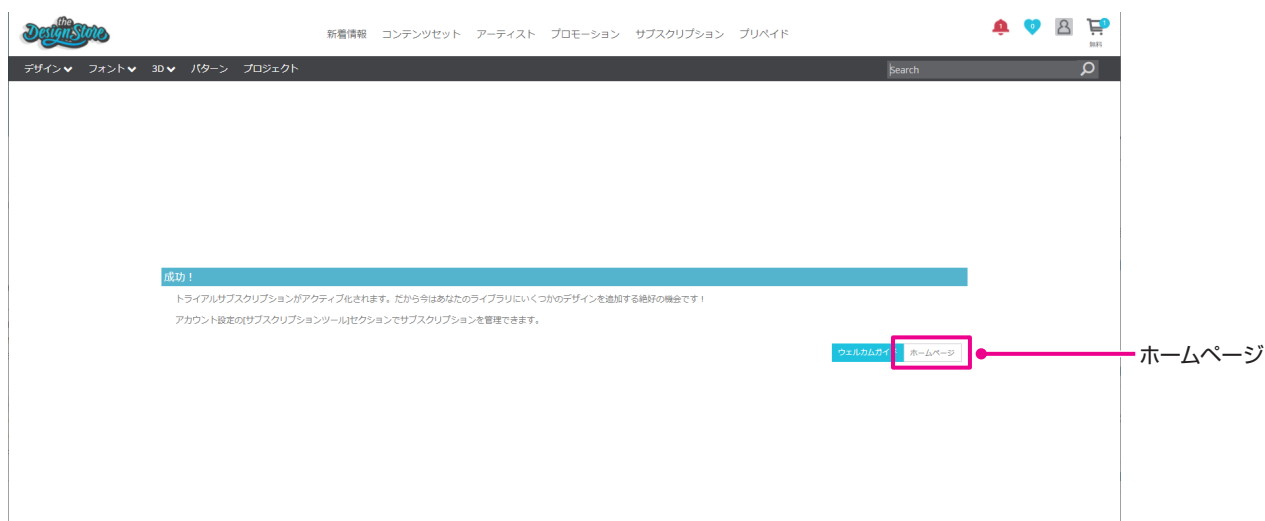 the
Design Store
新着情報 コンテンツセット アーティスト プロモーション サブスクリプション プリペイド
1
0
1
無料
デザイン フォント 3D パターン プロジェクト
Search
成功！
トライアルサブスクリプションがアクティブ化されます。だから今はあなたのライブラリにいくつかのデザインを追加する絶好の機会です！
アカウント設定の[サブスクリプションツール]セクションでサブスクリプションを管理できます。
ウェルカムガイド ホームページ
ホームページ